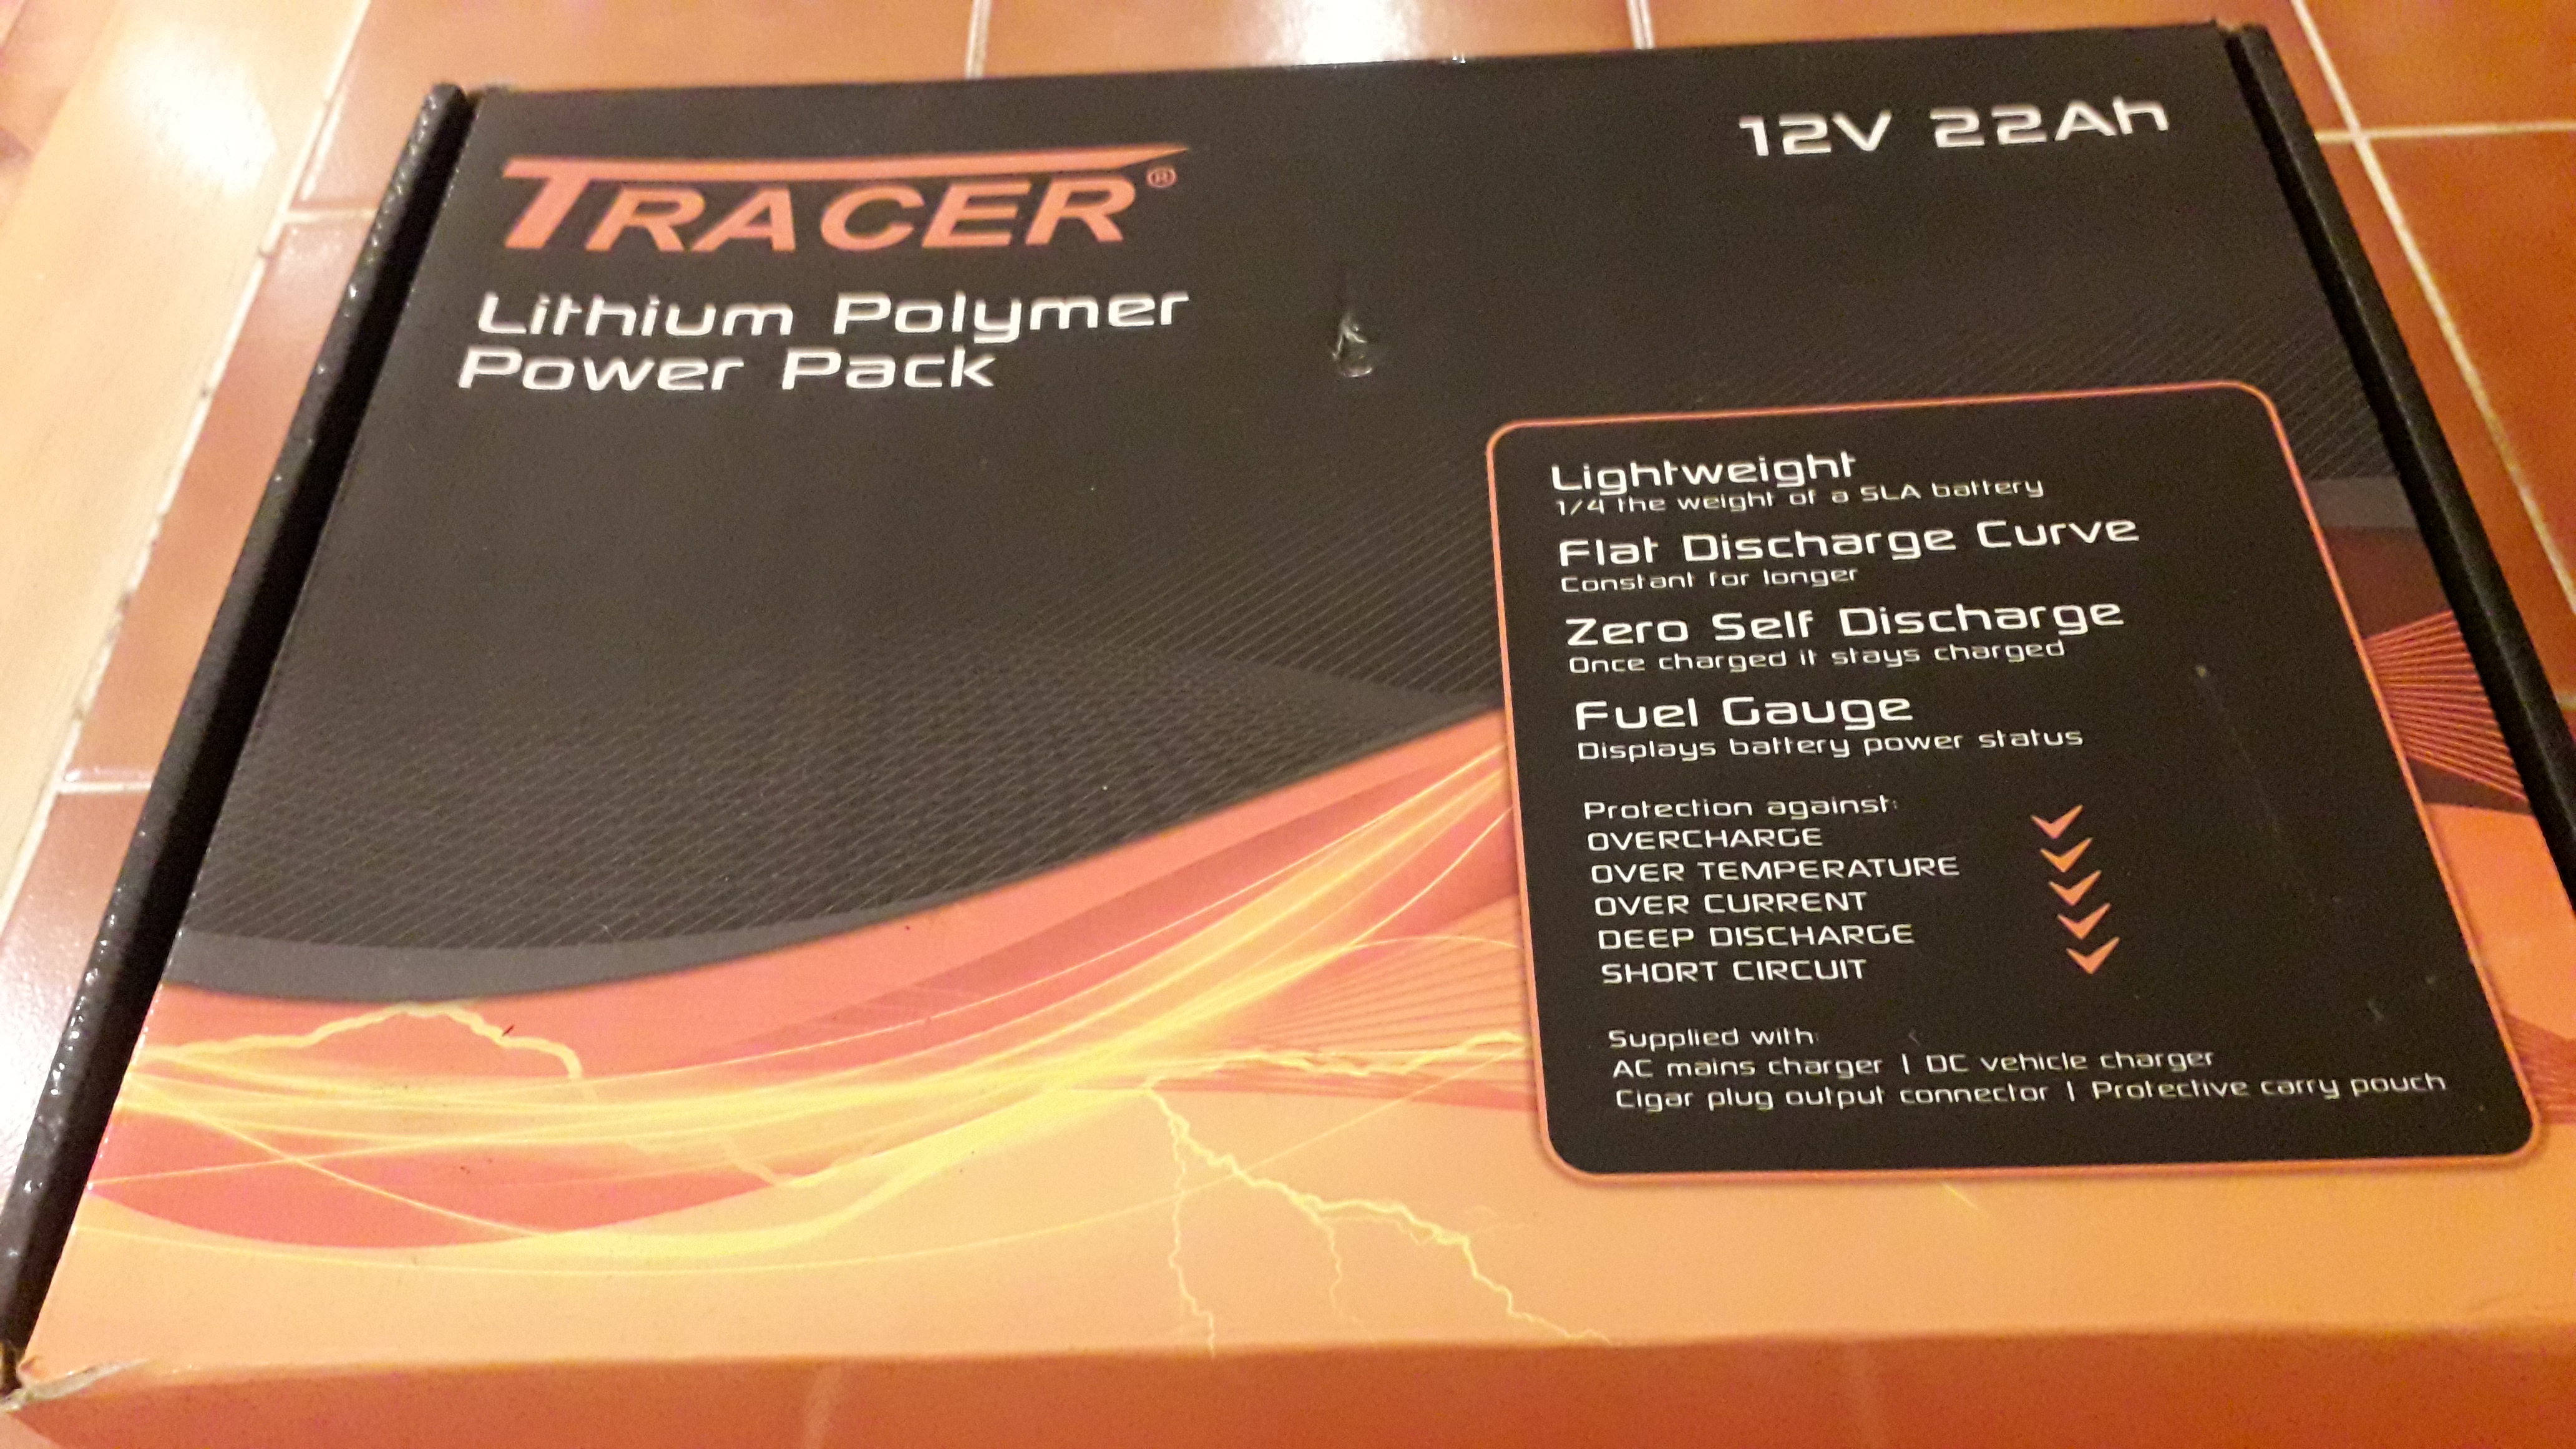 TRACER®
12V 22Ah
Lithium Polymer
Power Pack
Lightweight
1/4 the weight of a SLA battery
Flat Discharge Curve
Constant for longer
Zero Self Discharge
Once charged it stays charged
Fuel Gauge
Displays battery power status
Protection against:
OVERCHARGE
OVER TEMPERATURE
OVER CURRENT
DEEP DISCHARGE
SHORT CIRCUIT
Supplied with:
AC mains charger | DC vehicle charger
Cigar plug output connector | Protective carry pouch